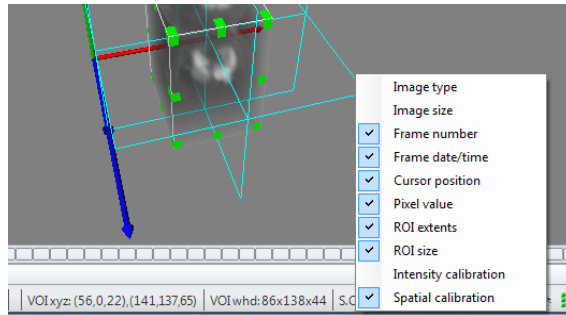 Image type
Image size
Frame number
Frame date/time
Cursor position
Pixel value
ROI extents
ROI size
Intensity calibration
Spatial calibration
VOI xyz: (56,0,22),(141,137,65) VOI whd: 86x138x44 S.C